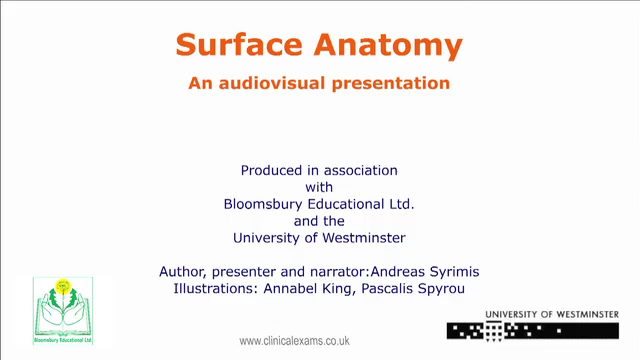 Surface Anatomy
An audiovisual presentation
Produced in association
with
Bloomsbury Educational Ltd.
and the
University of Westminster
Author, presenter and narrator:Andreas Syrimis
Illustrations: Annabel King, Pascalis Spyrou
Bloomsbury Educational Ltd.
www.clinicalexams.co.uk
UNIVERSITY OF WESTMINSTER